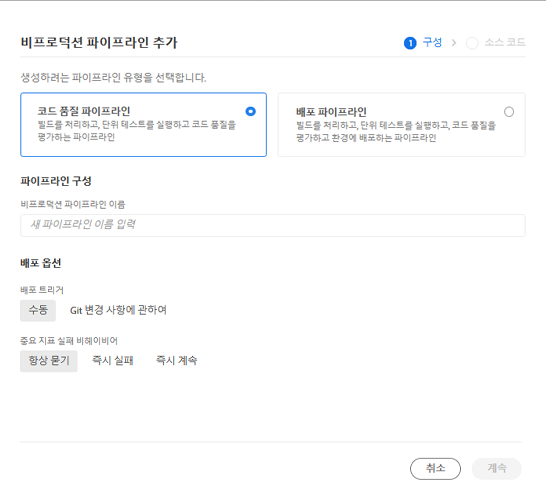 비프로덕션 파이프라인 추가
1 구성 > 소스 코드
생성하려는 파이프라인 유형을 선택합니다.
코드 품질 파이프라인
빌드를 처리하고, 단위 테스트를 실행하고 코드 품질을
평가하는 파이프라인
배포 파이프라인
빌드를 처리하고, 단위 테스트를 실행하고, 코드 품질을
평가하고 환경에 배포하는 파이프라인
파이프라인 구성
비프로덕션 파이프라인 이름
새 파이프라인 이름 입력
배포 옵션
배포 트리거
수동 Git 변경 사항에 관하여
중요 지표 실패 비헤이비어
항상 묻기 즉시 실패 즉시 계속
취소 계속